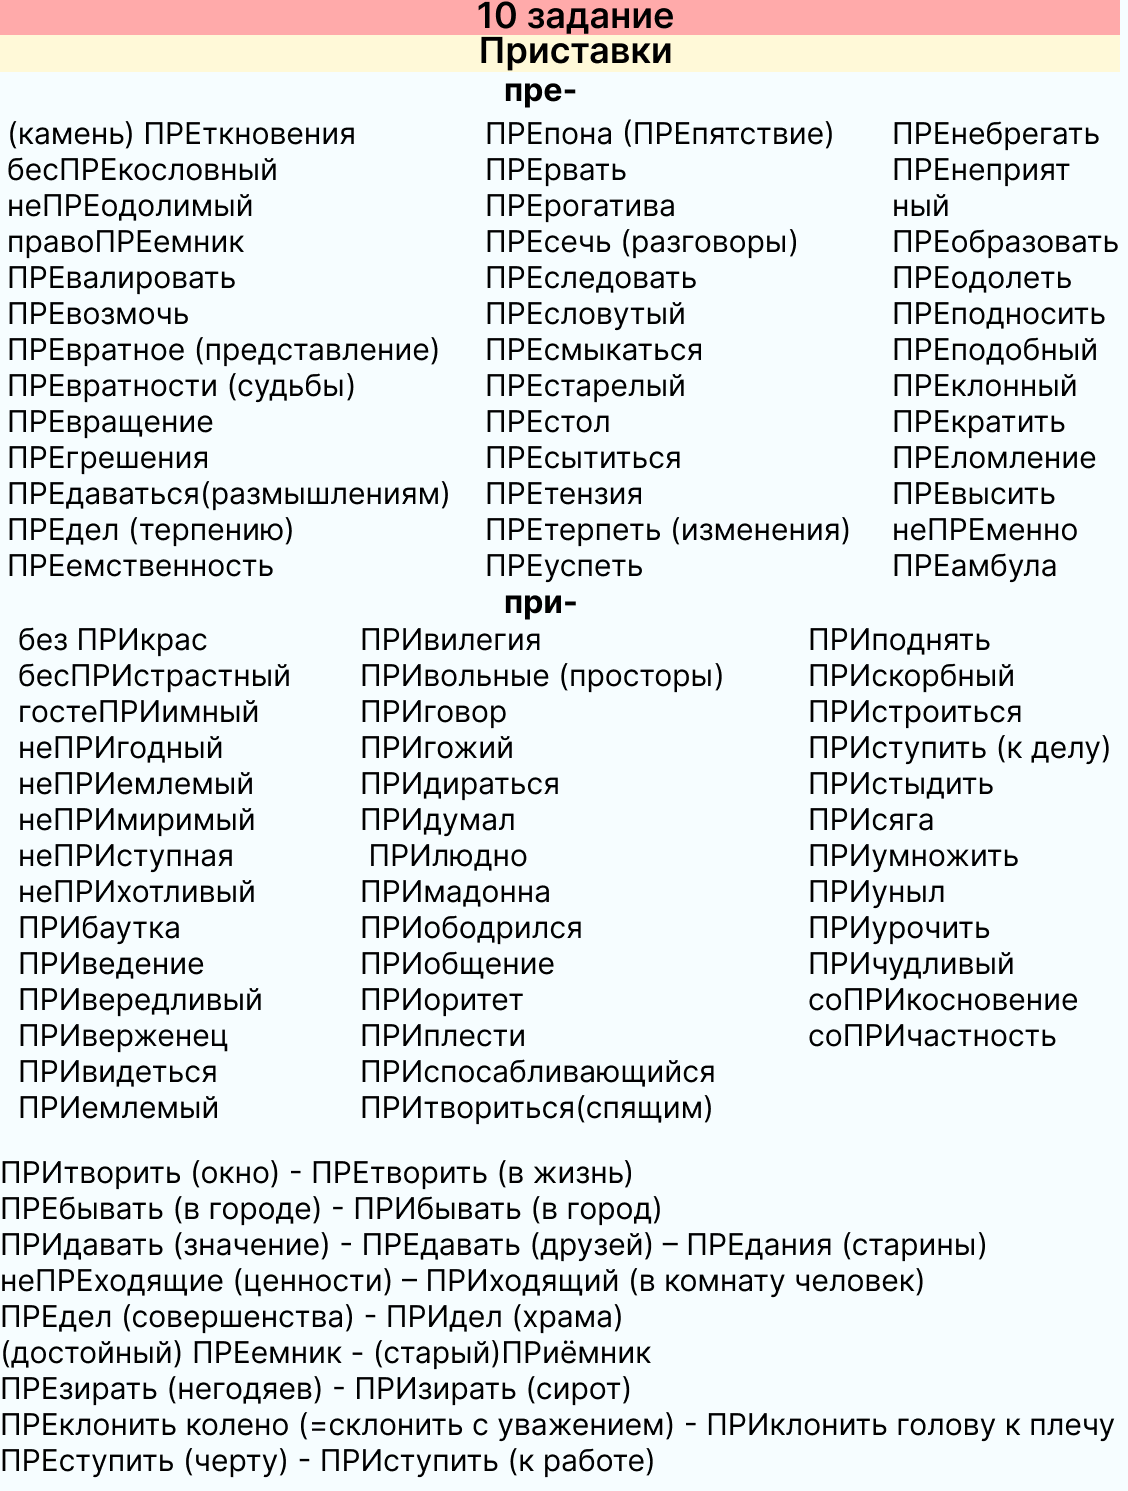 10 задание
Приставки
пре-
(камень) ПРЕткновения
бесПРЕкословный
неПРЕодолимый
правоПРЕемник
ПРЕвалировать
ПРЕвозмочь
ПРЕвратное (представление)
ПРЕвратности (судьбы)
ПРЕвращение
ПРЕгрешения
ПРЕдаваться(размышлениям)
ПРЕдел (терпению)
ПРЕемственность
ПРЕпона (ПРЕпятствие)
ПРЕрвать
ПРЕрогатива
ПРЕсечь (разговоры)
ПРЕследовать
ПРЕсловутый
ПРЕсмыкаться
ПРЕстарелый
ПРЕстол
ПРЕсытиться
ПРЕтензия
ПРЕтерпеть (изменения)
ПРЕуспеть
ПРЕнебрегать
ПРЕнеприят
ный
ПРЕобразовать
ПРЕодолеть
ПРЕподносить
ПРЕподобный
ПРЕклонный
ПРЕкратить
ПРЕломление
ПРЕвысить
неПРЕменно
ПРЕамбула
при-
без ПРИкрас
бесПРИстрастный
гостеПРИимный
неПРИгодный
неПРИемлемый
неПРИмиримый
неПРИступная
неПРИхотливый
ПРИбаутка
ПРИведение
ПРИвередливый
ПРИверженец
ПРИвидеться
ПРИемлемый
ПРИвилегия
ПРИвольные (просторы)
ПРИговор
ПРИгожий
ПРИдираться
ПРИдумал
ПРИлюдно
ПРИмадонна
ПРИободрился
ПРИобщение
ПРИоритет
ПРИплести
ПРИспосабливающийся
ПРИтвориться(спящим)
ПРИподнять
ПРИскорбный
ПРИстроиться
ПРИступить (к делу)
ПРИстыдить
ПРИсяга
ПРИумножить
ПРИуныл
ПРИурочить
ПРИчудливый
соПРИкосновение
соПРИчастность
ПРИтворить (окно) - ПРЕтворить (в жизнь)
ПРЕбывать (в городе) - ПРИбывать (в город)
ПРИдавать (значение) - ПРЕдавать (друзей) – ПРЕдания (старины)
неПРЕходящие (ценности) – ПРИходящий (в комнату человек)
ПРЕдел (совершенства) - ПРИдел (храма)
(достойный) ПРЕемник - (старый)ПРиёмник
ПРЕзирать (негодяев) - ПРИзирать (сирот)
ПРЕклонить колено (=склонить с уважением) - ПРИклонить голову к плечу
ПРЕступить (черту) - ПРИступить (к работе)